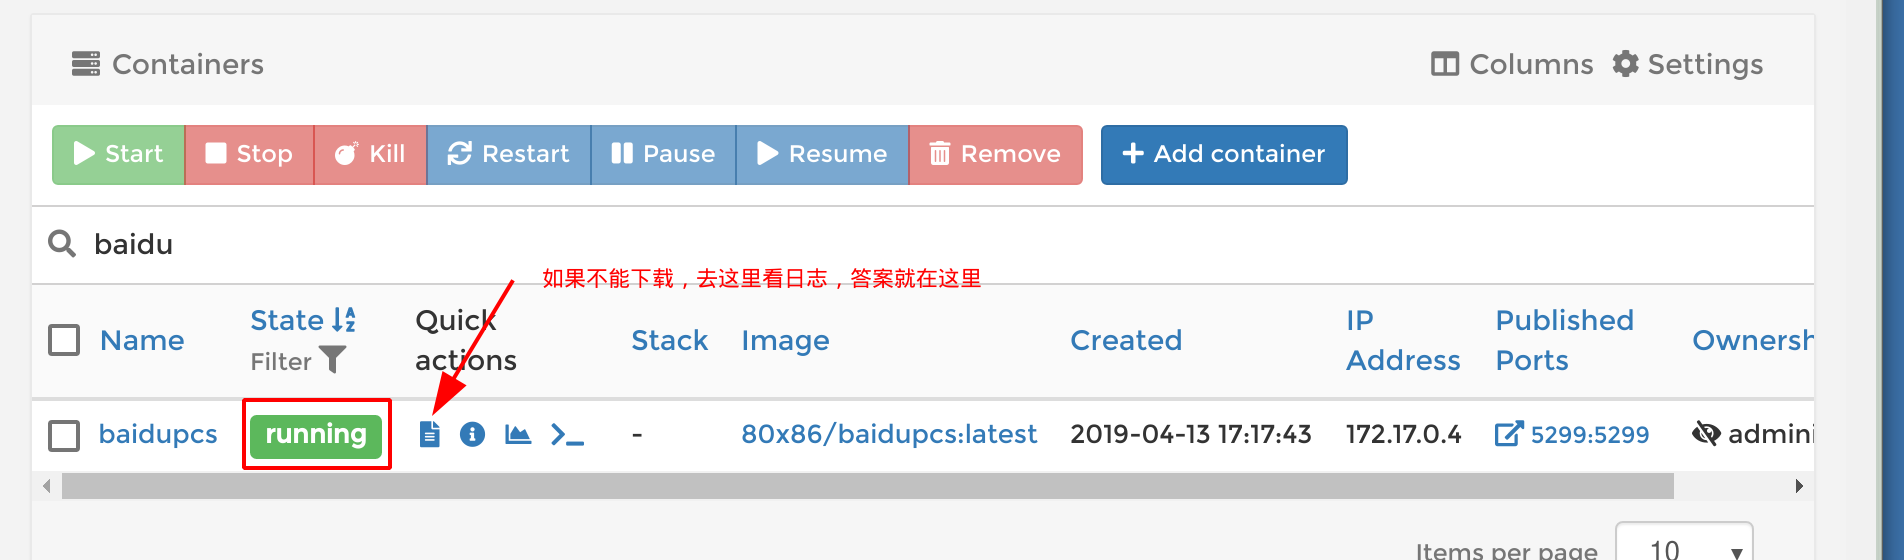 Containers
Columns Settings
Start Stop Kill Restart Pause Resume Remove Add container
baidu
如果不能下载，去这里看日志，答案就在这里
Name State Filter Quick actions Stack Image Created IP Address Published Ports Ownersh
baidupcs running - 80x86/baidupcs:latest 2019-04-13 17:17:43 172.17.0.4 5299:5299 admini
Items per page 10